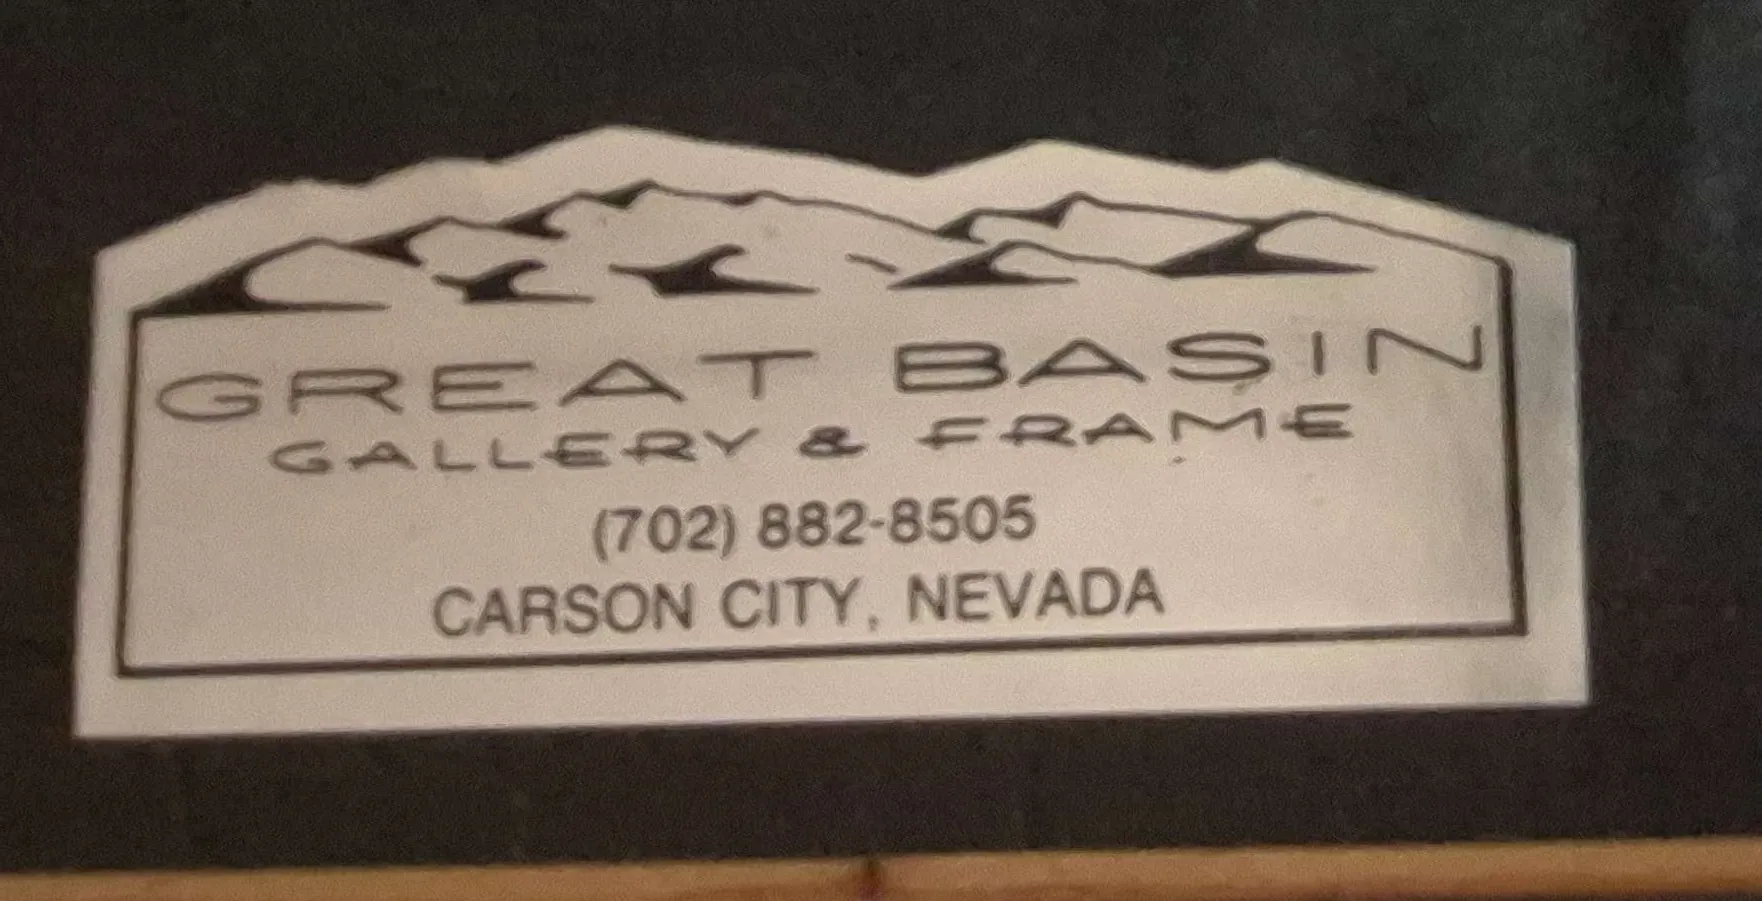 GREAT BASIN
GALLERY & FRAME
(702) 882-8505
CARSON CITY, NEVADA